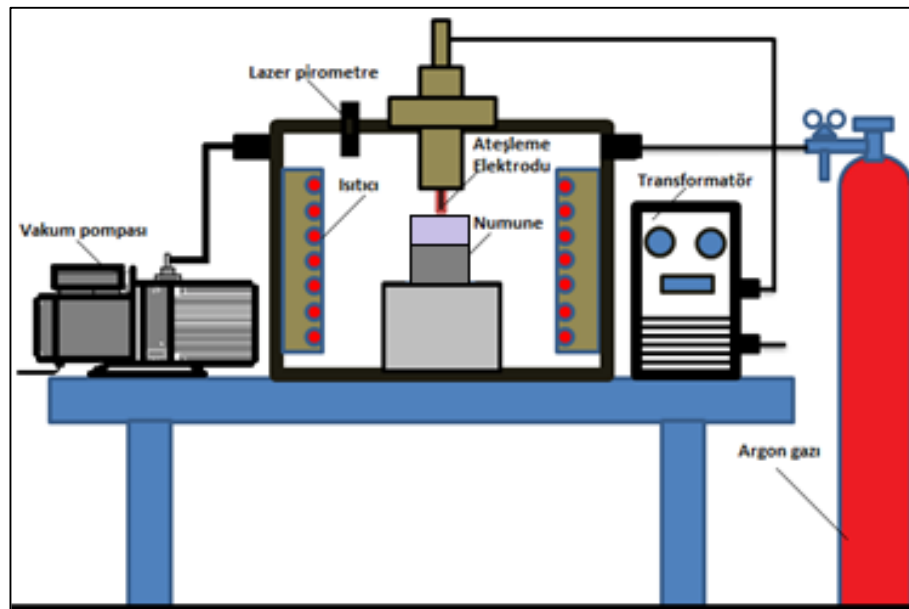 Lazer pirometre
Ateşleme
Elektrodu
Isıtıcı
Transformatör
Numune
Vakum pompası
Argon gazı